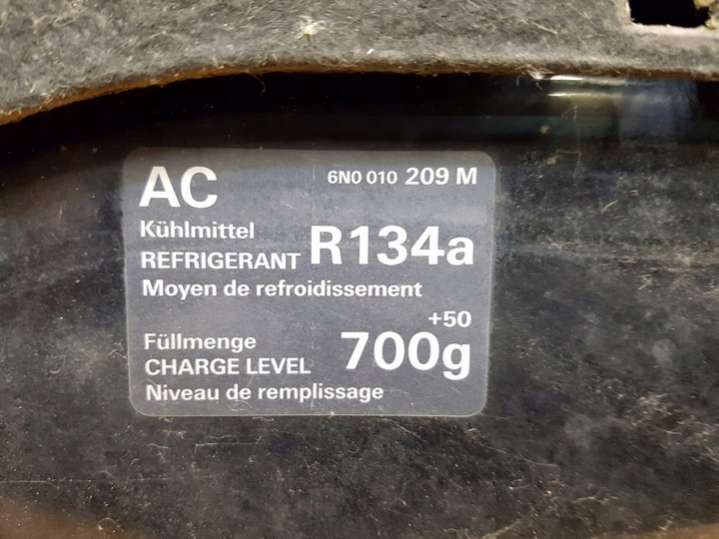 AC 6N0 010 209 M
Kühlmittel
REFRIGERANT R134a
Moyen de refroidissement
+50
Füllmenge
CHARGE LEVEL 700g
Niveau de remplissage